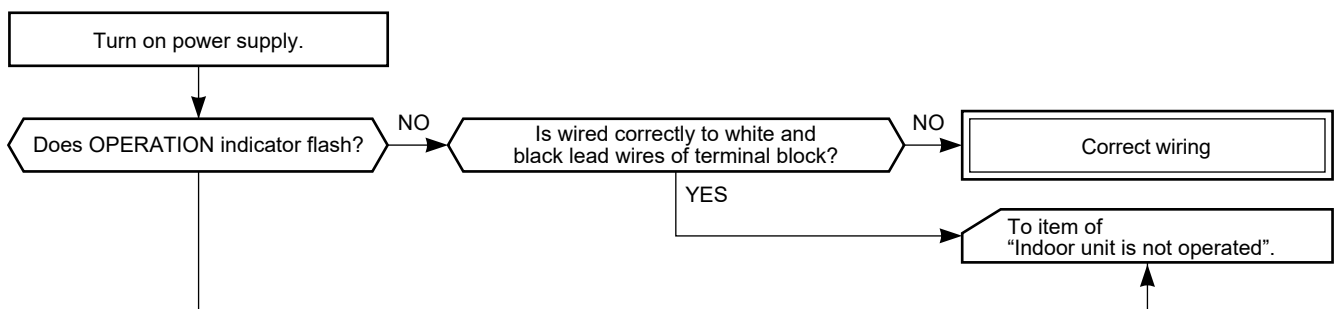 Turn on power supply.
Does OPERATION indicator flash?
NO
Is wired correctly to white and
black lead wires of terminal block?
NO
Correct wiring
YES
To item of
“Indoor unit is not operated”.